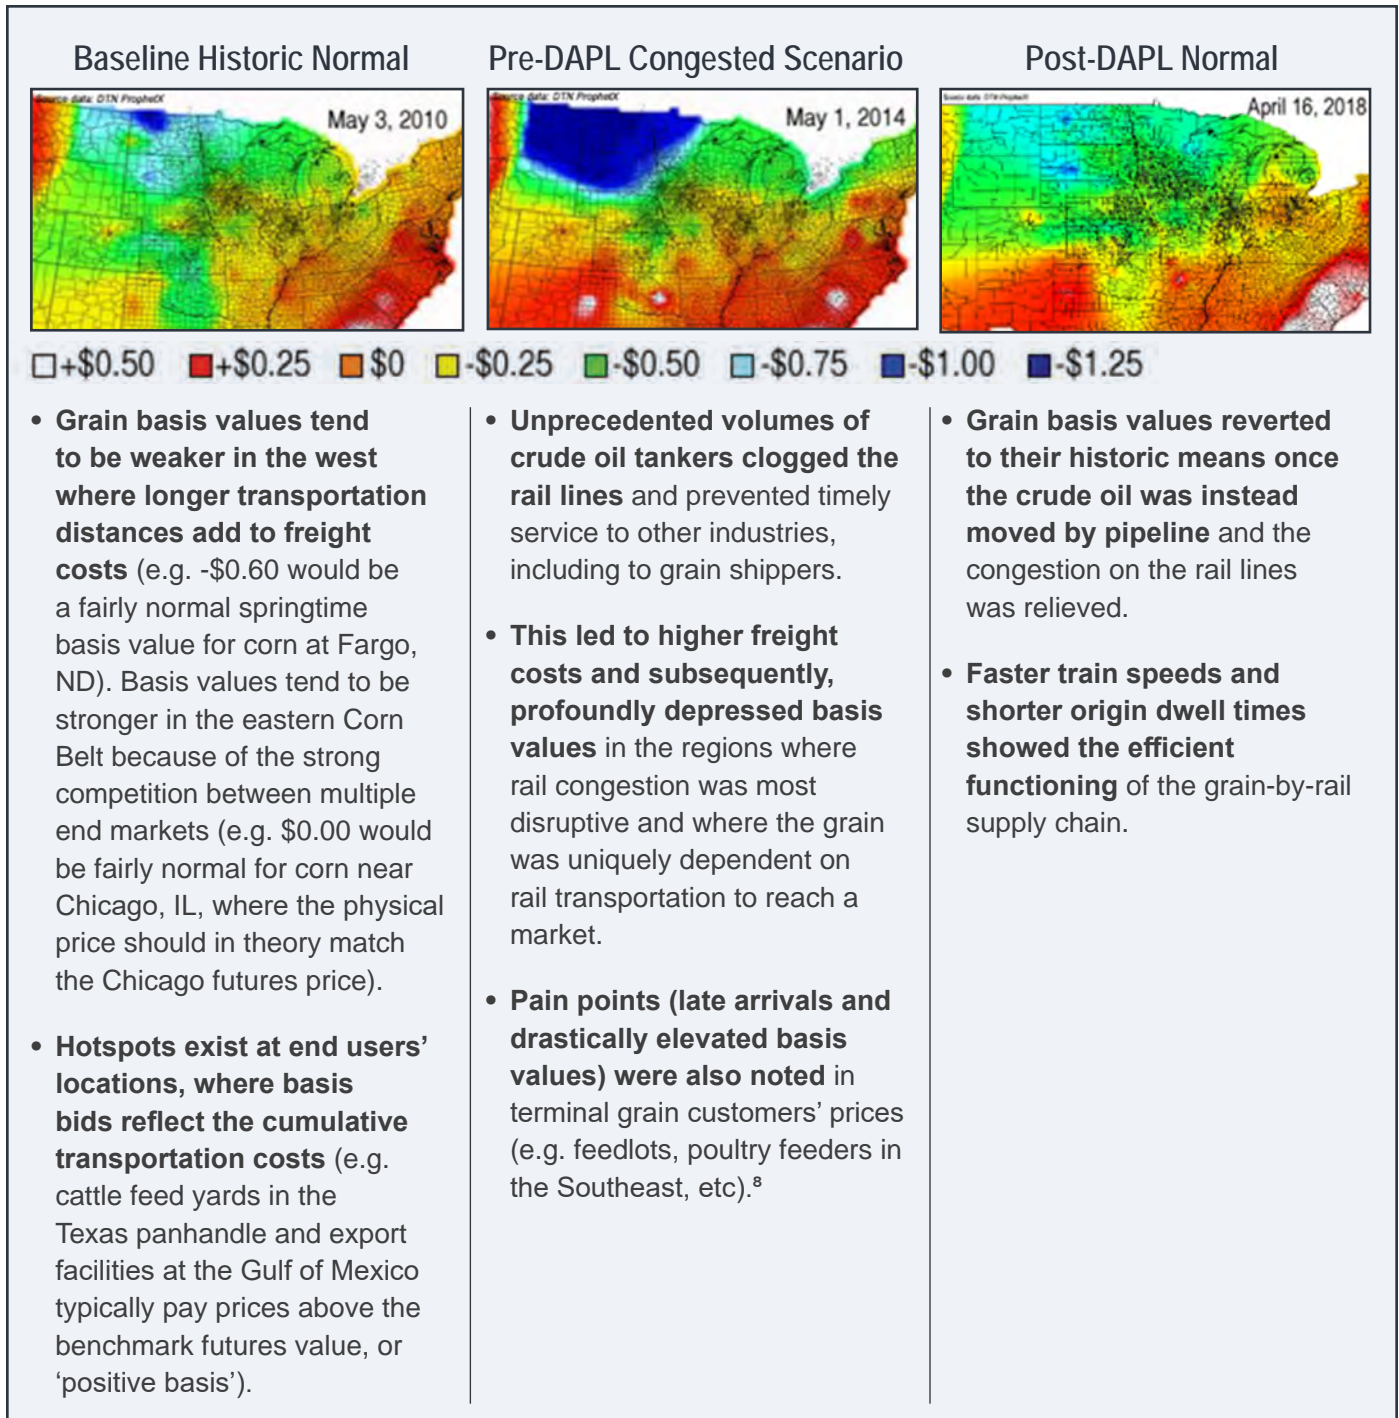 Baseline Historic Normal
Source data: DTN ProphetX
May 3, 2010
Pre-DAPL Congested Scenario
Source data: DTN ProphetX
May 1, 2014
Post-DAPL Normal
Source data: DTN ProphetX
April 16, 2018
+$0.50 +$0.25 $0 -$0.25 -$0.50 -$0.75 -$1.00 -$1.25
• Grain basis values tend
to be weaker in the west
where longer transportation
distances add to freight
costs (e.g. -$0.60 would be
a fairly normal springtime
basis value for corn at Fargo,
ND). Basis values tend to be
stronger in the eastern Corn
Belt because of the strong
competition between multiple
end markets (e.g. $0.00 would
be fairly normal for corn near
Chicago, IL, where the physical
price should in theory match
the Chicago futures price).
• Hotspots exist at end users’
locations, where basis
bids reflect the cumulative
transportation costs (e.g.
cattle feed yards in the
Texas panhandle and export
facilities at the Gulf of Mexico
typically pay prices above the
benchmark futures value, or
‘positive basis’).
• Unprecedented volumes of
crude oil tankers clogged the
rail lines and prevented timely
service to other industries,
including to grain shippers.
• This led to higher freight
costs and subsequently,
profoundly depressed basis
values in the regions where
rail congestion was most
disruptive and where the grain
was uniquely dependent on
rail transportation to reach a
market.
• Pain points (late arrivals and
drastically elevated basis
values) were also noted in
terminal grain customers’ prices
(e.g. feedlots, poultry feeders in
the Southeast, etc).⁸
• Grain basis values reverted
to their historic means once
the crude oil was instead
moved by pipeline and the
congestion on the rail lines
was relieved.
• Faster train speeds and
shorter origin dwell times
showed the efficient
functioning of the grain-by-rail
supply chain.